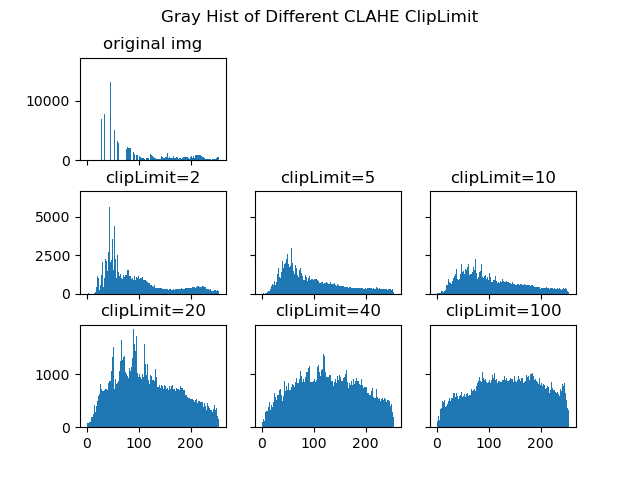 Gray Hist of Different CLAHE ClipLimit
original img
10000
0
clipLimit=2
clipLimit=5
clipLimit=10
5000
2500
0
clipLimit=20
clipLimit=40
clipLimit=100
1000
0
0 100 200
0 100 200
0 100 200